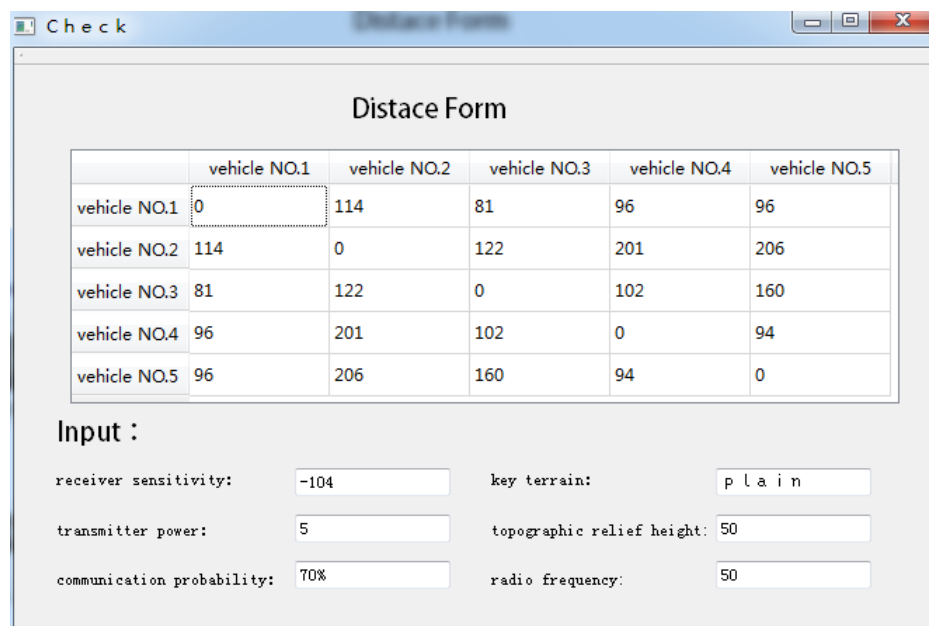 Check
Distace Form
Distace Form
vehicle NO.1 vehicle NO.2 vehicle NO.3 vehicle NO.4 vehicle NO.5
vehicle NO.1 0 114 81 96 96
vehicle NO.2 114 0 122 201 206
vehicle NO.3 81 122 0 102 160
vehicle NO.4 96 201 102 0 94
vehicle NO.5 96 206 160 94 0
Input：
receiver sensitivity: -104 key terrain: plain
transmitter power: 5 topographic relief height: 50
communication probability: 70% radio frequency: 50